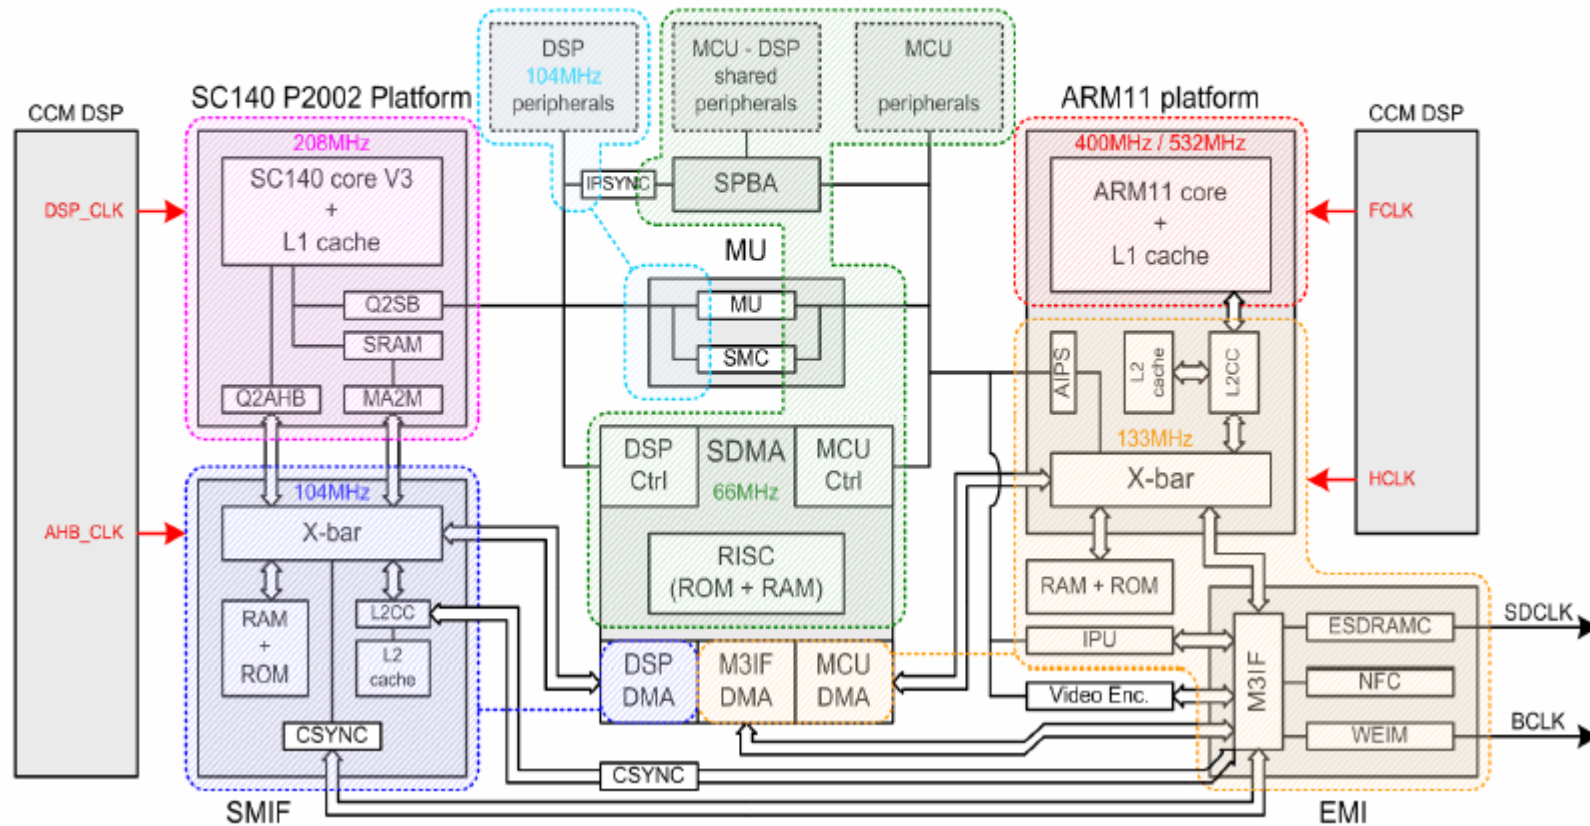 DSP
104MHz
peripherals
MCU - DSP
shared
peripherals
MCU
peripherals
SC140 P2002 Platform
ARM11 platform
CCM DSP
CCM DSP
208MHz
SC140 core V3
+
L1 cache
400MHz / 532MHz
ARM11 core
+
L1 cache
IPSYNC
SPBA
DSP_CLK
FCLK
MU
Q2SB
MU
SRAM
SMC
Q2AHB
MA2M
AIPS
L2
cache
L2CC
DSP
Ctrl
SDMA
66MHz
MCU
Ctrl
133MHz
X-bar
HCLK
104MHz
X-bar
AHB_CLK
RISC
(ROM + RAM)
RAM + ROM
RAM
+
ROM
L2CC
L2
cache
IPU
ESDRAMC
SDCLK
DSP
DMA
M3IF
DMA
MCU
DMA
Video Enc.
M3IF
NFC
CSYNC
WEIM
BCLK
CSYNC
SMIF
EMI